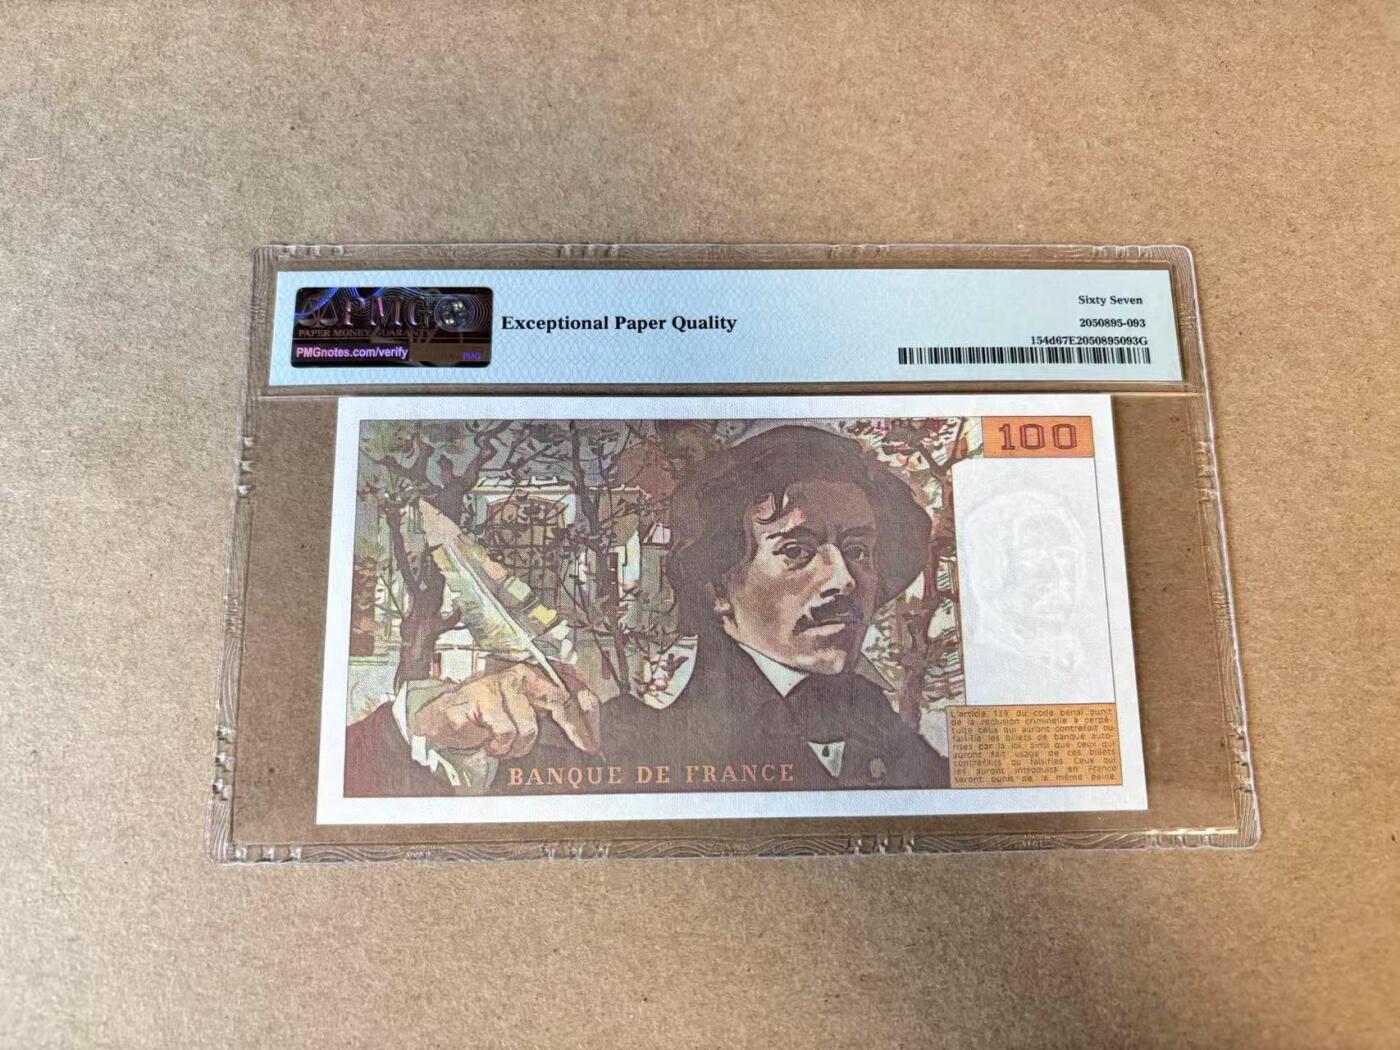 PMG
PAPER MONEY GUARANTY
PMGnotes.com/verify
PMG
Exceptional Paper Quality
Sixty Seven
2050895-093
154d67E2050895093G
100
BANQUE DE FRANCE
L'article 139 du code pénal punit
de la réclusion criminelle à perpé-
tuité ceux qui auront contrefait ou
falsifié les billets de banque auto-
risés par la loi, ainsi que ceux qui
auront fait usage de ces billets
contrefaits ou falsifiés. Ceux qui
les auront introduits en France
seront punis de la même peine.